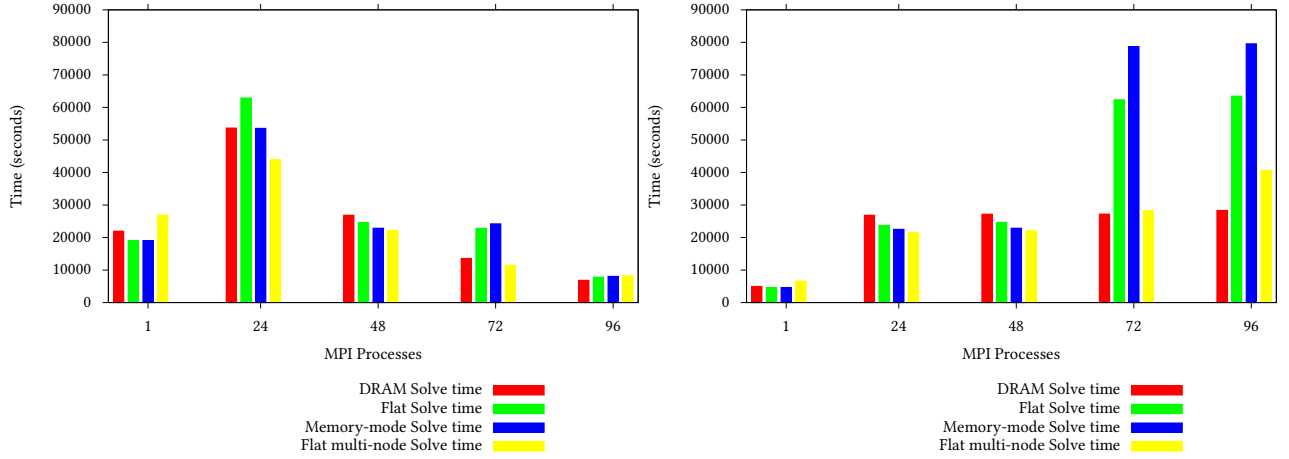 90000
80000
70000
60000
50000
40000
30000
20000
10000
0
Time (seconds)
1 24 48 72 96
MPI Processes
DRAM Solve time
Flat Solve time
Memory-mode Solve time
Flat multi-node Solve time
90000
80000
70000
60000
50000
40000
30000
20000
10000
0
Time (seconds)
1 24 48 72 96
MPI Processes
DRAM Solve time
Flat Solve time
Memory-mode Solve time
Flat multi-node Solve time